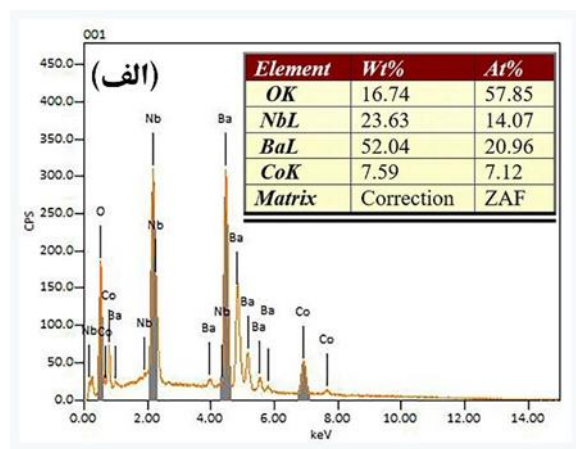 001
(الف)
Element Wt% At%
OK 16.74 57.85
NbL 23.63 14.07
BaL 52.04 20.96
CoK 7.59 7.12
Matrix Correction ZAF
450.0
400.0
350.0
300.0
250.0
200.0
150.0
100.0
50.0
0.0
CPS
Nb Ba
Nb
O
Ba
Co
Ba
Nb Co
Nb
Ba
Nb
Ba
Ba
Ba
Co
Co
0.00 2.00 4.00 6.00 8.00 10.00 12.00 14.00
keV